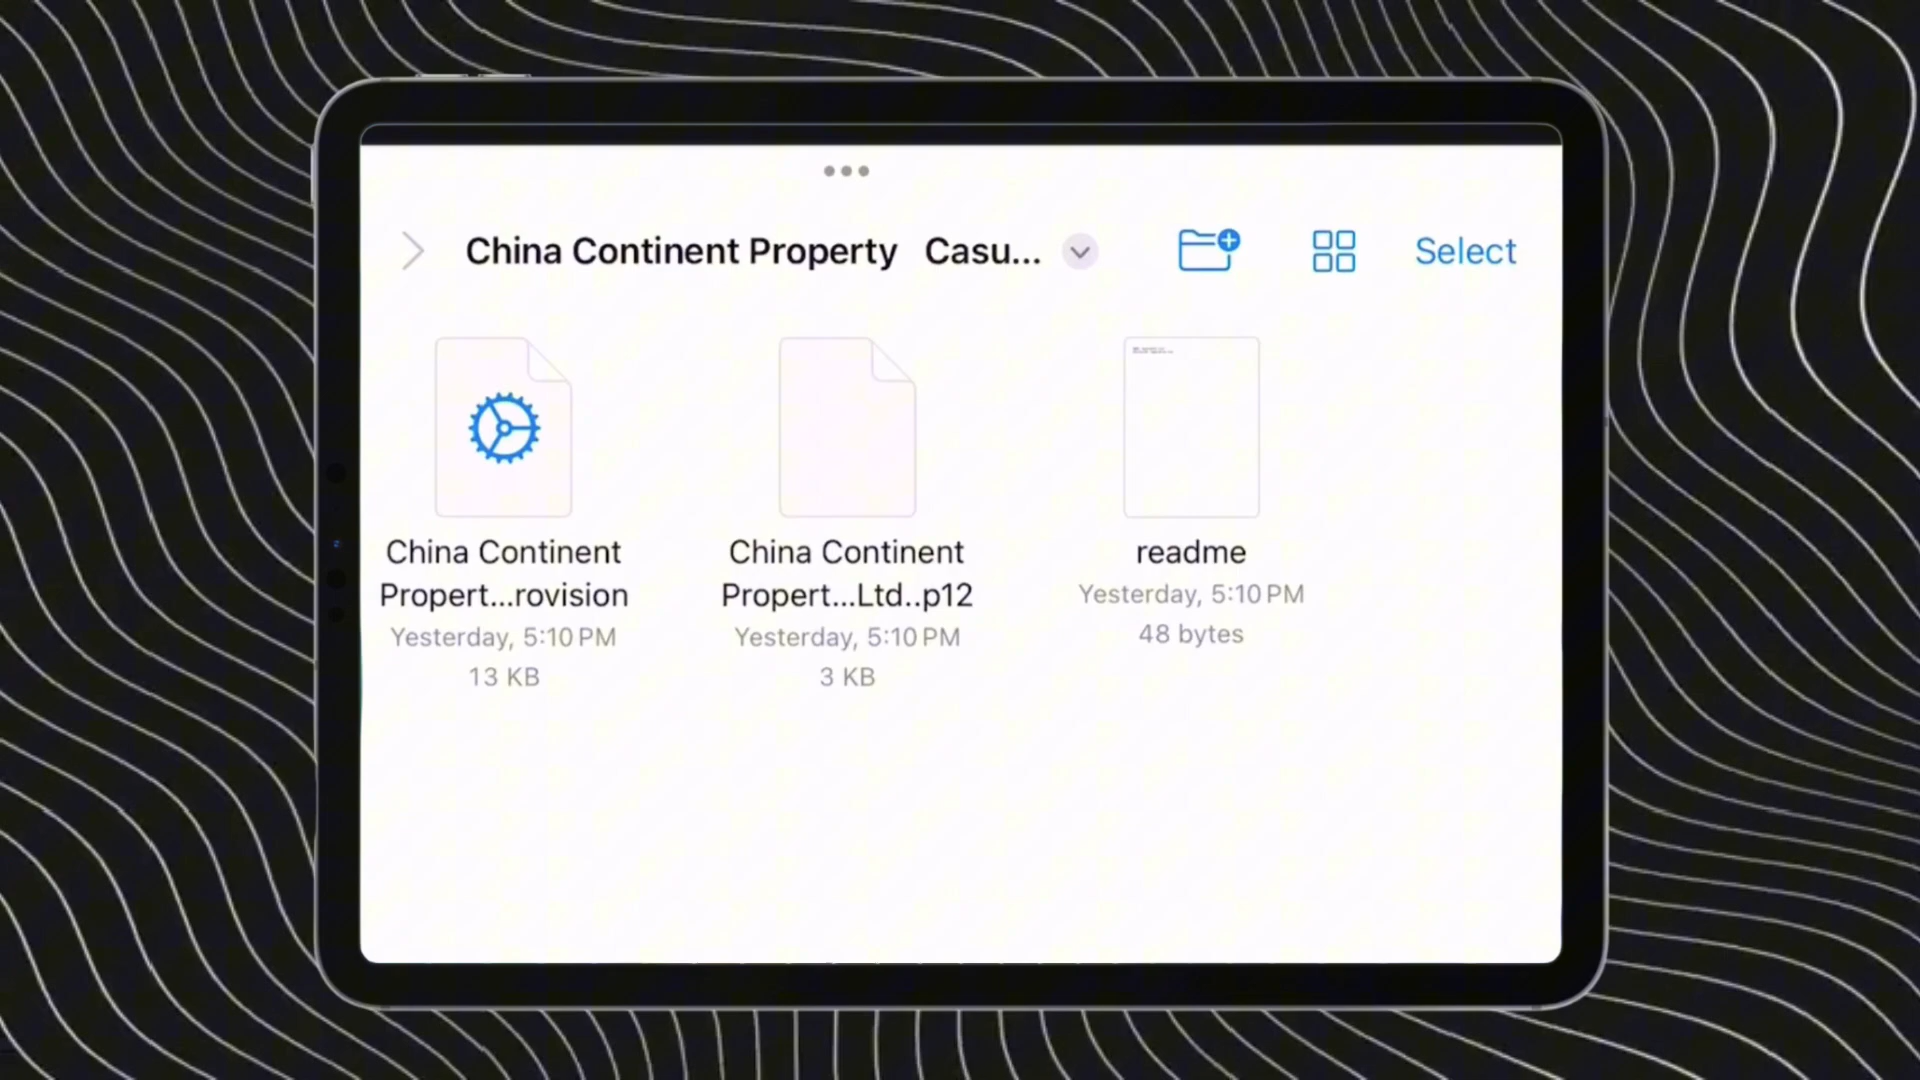 China Continent Property Casu...
Select
China Continent
Propert...rovision
Yesterday, 5:10 PM
13 KB
China Continent
Propert...Ltd..p12
Yesterday, 5:10 PM
3 KB
readme
Yesterday, 5:10 PM
48 bytes